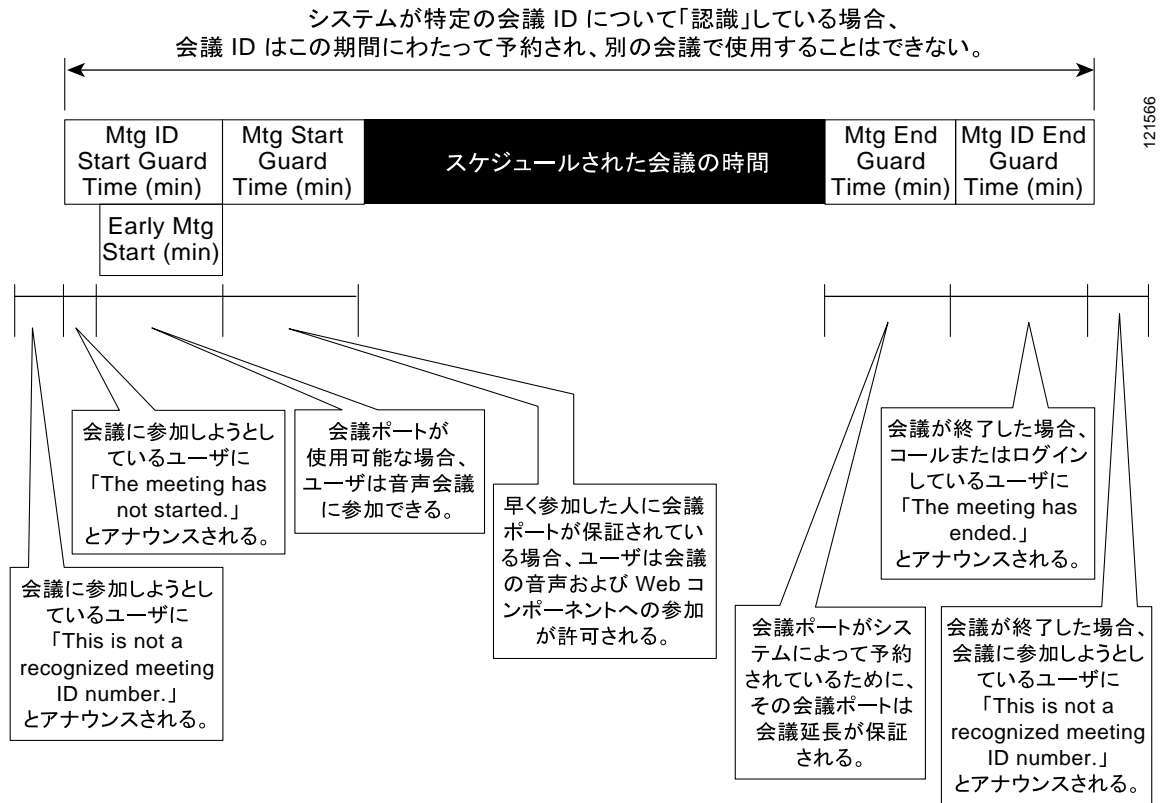 システムが特定の会議 ID について「認識」している場合、
会議 ID はこの期間にわたって予約され、別の会議で使用することはできない。
121566
Mtg ID
Start Guard
Time (min)
Mtg Start
Guard
Time (min)
スケジュールされた会議の時間
Mtg End
Guard
Time (min)
Mtg ID End
Guard
Time (min)
Early Mtg
Start (min)
会議に参加しようとし
ているユーザに
「This is not a
recognized meeting
ID number.」
とアナウンスされる。
会議に参加しようとし
ているユーザに
「The meeting has
not started.」
とアナウンスされる。
会議ポートが
使用可能な場合、
ユーザは音声会議
に参加できる。
早く参加した人に会議
ポートが保証されてい
る場合、ユーザは会議
の音声および Web コ
ンポーネントへの参加
が許可される。
会議ポートがシス
テムによって予約
されているために、
その会議ポートは
会議延長が保証
される。
会議が終了した場合、
コールまたはログイン
しているユーザに
「The meeting has
ended.」
とアナウンスされる。
会議が終了した場合、
会議に参加しようとし
ているユーザに
「This is not a
recognized meeting
ID number.」
とアナウンスされる。